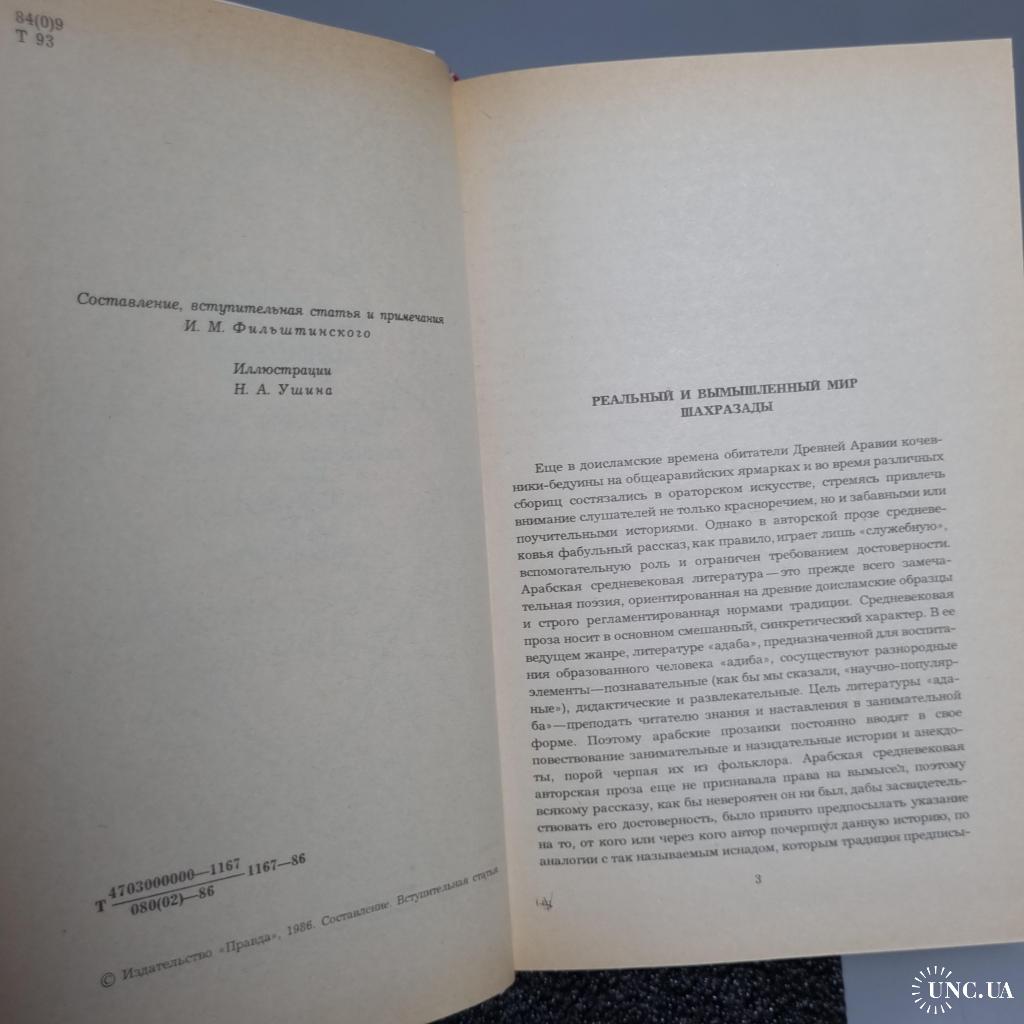 84(0)9
Т 93
Составление, вступительная статья и примечания
И. М. Фильштинского
Иллюстрации
Н. А. Ушина
Т 4703000000—1167
080(02)—86
1167—86
© Издательство «Правда», 1986. Составление. Вступительная статья
РЕАЛЬНЫЙ И ВЫМЫШЛЕННЫЙ МИР
ШАХРАЗАДЫ
Еще в доисламские времена обитатели Древней Аравии кочев-
ники-бедуины на общеаравийских ярмарках и во время различных
сборищ состязались в ораторском искусстве, стремясь привлечь
внимание слушателей не только красноречием, но и забавными или
поучительными историями. Однако в авторской прозе средневе-
ковья фабульный рассказ, как правило, играет лишь «служебную»,
вспомогательную роль и ограничен требованием достоверности.
Арабская средневековая литература—это прежде всего замеча-
тельная поэзия, ориентированная на древние доисламские образцы
и строго регламентированная нормами традиции. Средневековая
проза носит в основном смешанный, синкретический характер. В ее
ведущем жанре, литературе «адаба», предназначенной для воспита-
ния образованного человека «адиба», сосуществуют разнородные
элементы—познавательные (как бы мы сказали, «научно-популяр-
ные»), дидактические и развлекательные. Цель литературы «ада-
ба»—преподать читателю знания и наставления в занимательной
форме. Поэтому арабские прозаики постоянно вводят в свое
повествование занимательные и назидательные истории и анекдо-
ты, порой черпая их из фольклора. Арабская средневековая
авторская проза еще не признавала права на вымысел, поэтому
всякому рассказу, как бы невероятен он ни был, дабы засвидетель-
ствовать его достоверность, было принято предпосылать указание
на то, от кого или через кого автор почерпнул данную историю, по
аналогии с так называемым иснадом, которым традиция предписы-
3
UNC.UA